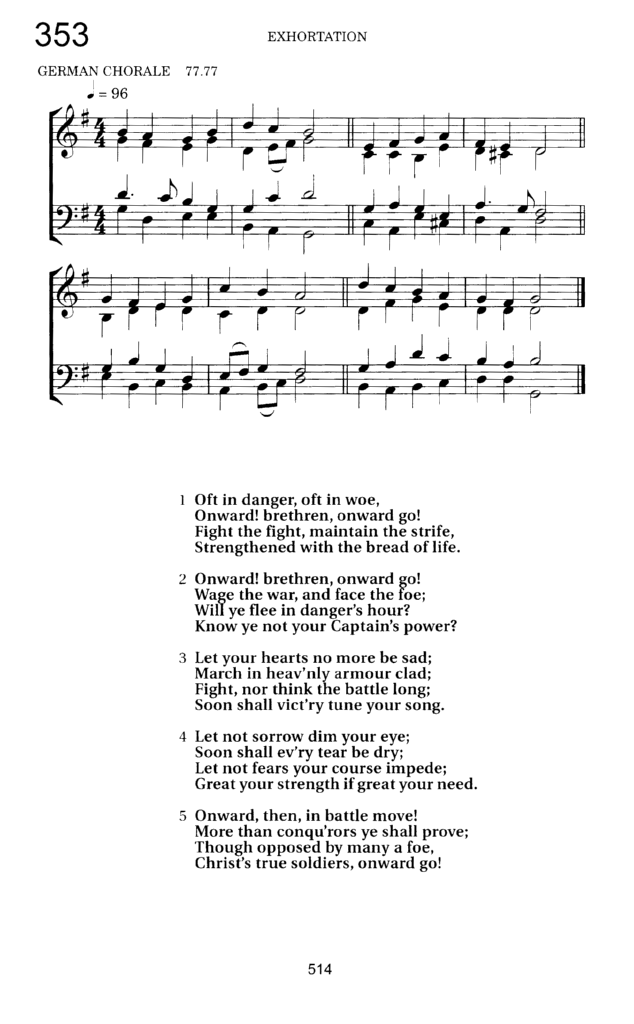 353
EXHORTATION
GERMAN CHORALE 77.77
♩ = 96
1 Oft in danger, oft in woe,
Onward! brethren, onward go!
Fight the fight, maintain the strife,
Strengthened with the bread of life.
2 Onward! brethren, onward go!
Wage the war, and face the foe;
Will ye flee in danger's hour?
Know ye not your Captain's power?
3 Let your hearts no more be sad;
March in heav'nly armour clad;
Fight, nor think the battle long;
Soon shall vict'ry tune your song.
4 Let not sorrow dim your eye;
Soon shall ev'ry tear be dry;
Let not fears your course impede;
Great your strength if great your need.
5 Onward, then, in battle move!
More than conqu'rors ye shall prove;
Though opposed by many a foe,
Christ's true soldiers, onward go!
514